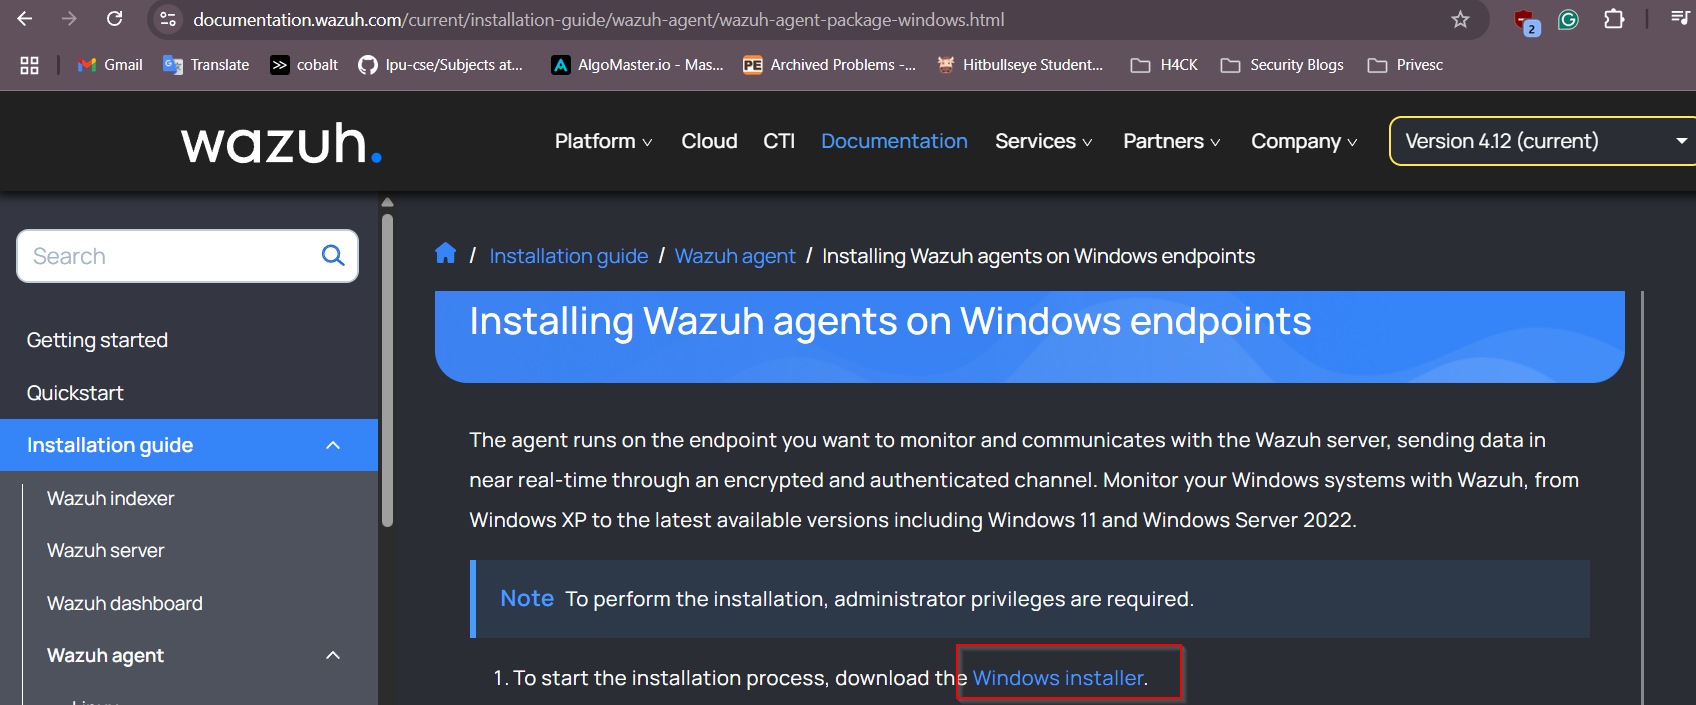 documentation.wazuh.com/current/installation-guide/wazuh-agent/wazuh-agent-package-windows.html
2
Gmail Translate cobalt lpu-cse/Subjects at... AlgoMaster.io - Mas... Archived Problems -... Hitbullseye Student... H4CK Security Blogs Privesc
wazuh. Platform Cloud CTI Documentation Services Partners Company Version 4.12 (current)
Search
/ Installation guide / Wazuh agent / Installing Wazuh agents on Windows endpoints
Installing Wazuh agents on Windows endpoints
Getting started
Quickstart
Installation guide
Wazuh indexer
Wazuh server
Wazuh dashboard
Wazuh agent
The agent runs on the endpoint you want to monitor and communicates with the Wazuh server, sending data in
near real-time through an encrypted and authenticated channel. Monitor your Windows systems with Wazuh, from
Windows XP to the latest available versions including Windows 11 and Windows Server 2022.
Note To perform the installation, administrator privileges are required.
1. To start the installation process, download the Windows installer.